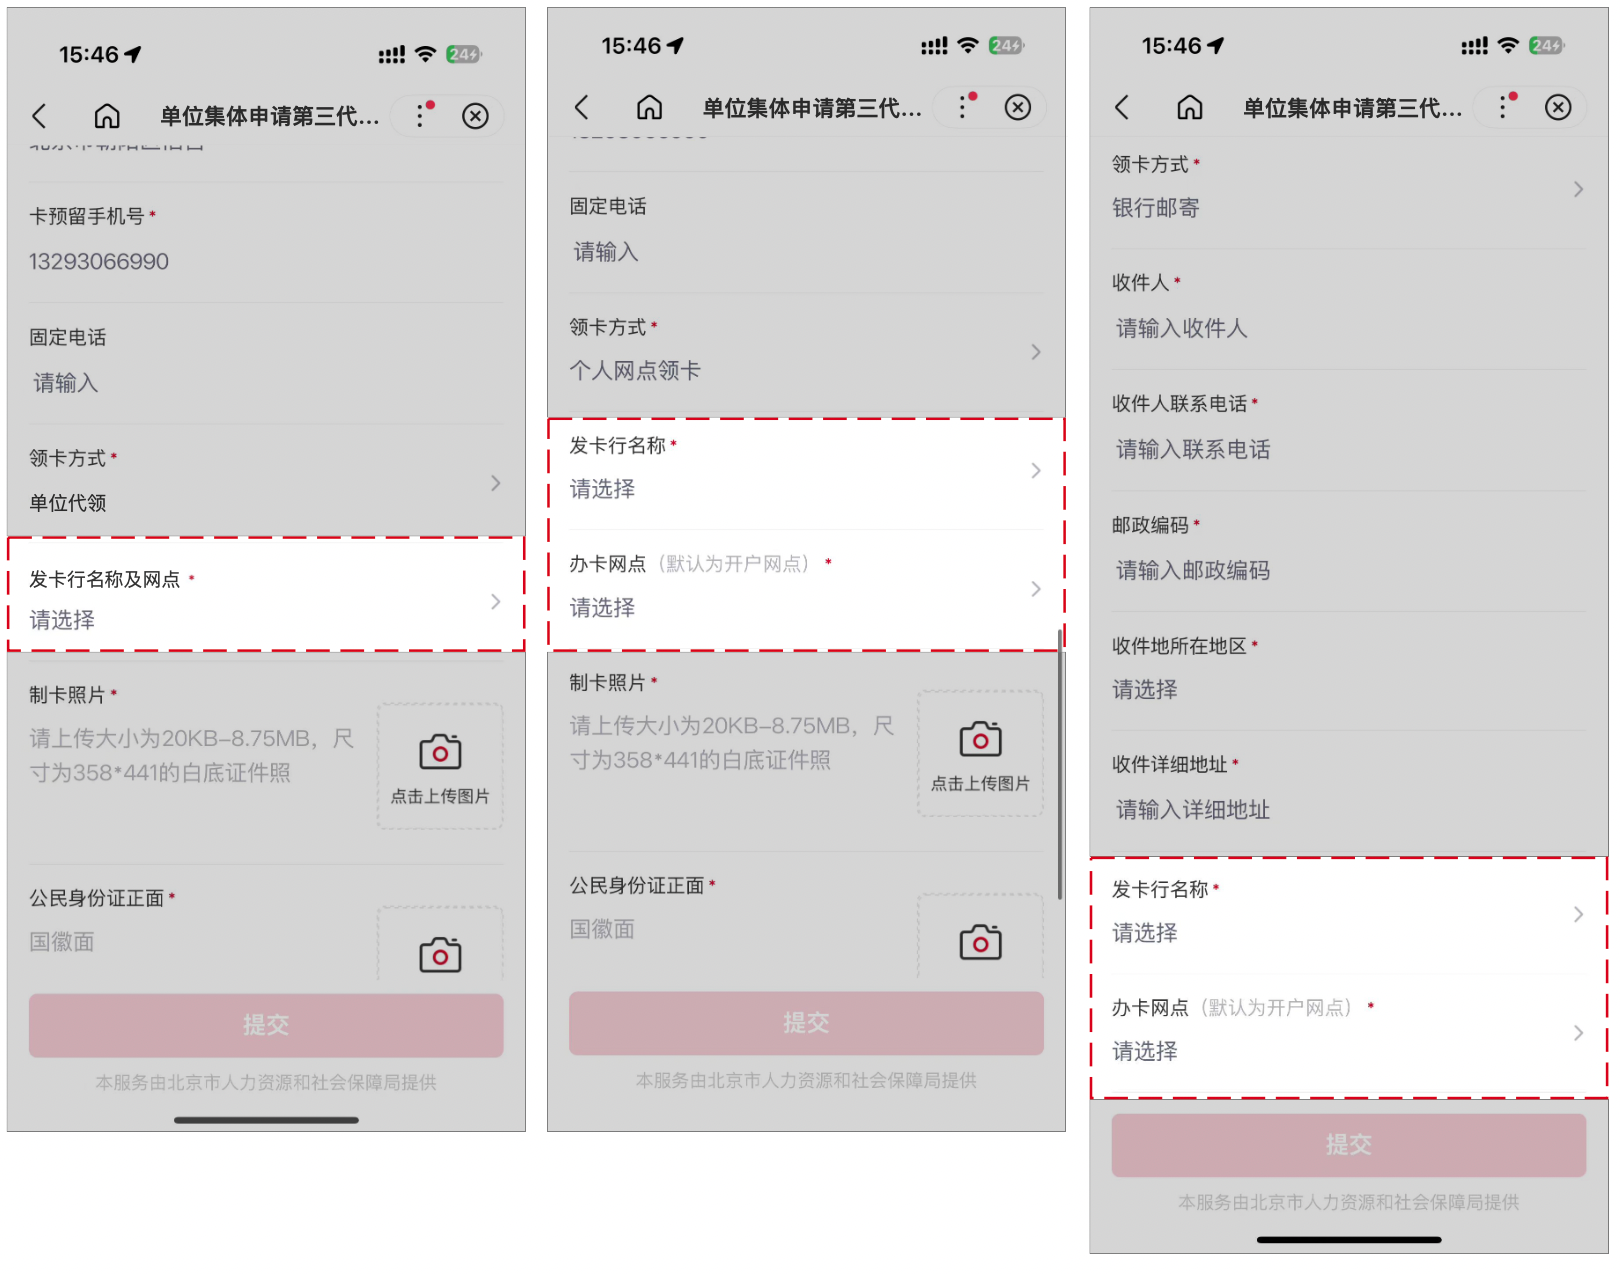 15:46
24
单位集体申请第三代...
卡预留手机号*
13293066990
固定电话
请输入
领卡方式*
单位代领
发卡行名称及网点 *
请选择
制卡照片*
请上传大小为20KB-8.75MB，尺
寸为358*441的白底证件照
点击上传图片
公民身份证正面*
国徽面
提交
本服务由北京市人力资源和社会保障局提供
15:46
24
单位集体申请第三代...
固定电话
请输入
领卡方式*
个人网点领卡
发卡行名称*
请选择
办卡网点（默认为开户网点） *
请选择
制卡照片*
请上传大小为20KB-8.75MB，尺
寸为358*441的白底证件照
点击上传图片
公民身份证正面*
国徽面
提交
本服务由北京市人力资源和社会保障局提供
15:46
24
单位集体申请第三代...
领卡方式*
银行邮寄
收件人*
请输入收件人
收件人联系电话*
请输入联系电话
邮政编码*
请输入邮政编码
收件地所在地区*
请选择
收件详细地址*
请输入详细地址
发卡行名称*
请选择
办卡网点（默认为开户网点） *
请选择
提交
本服务由北京市人力资源和社会保障局提供